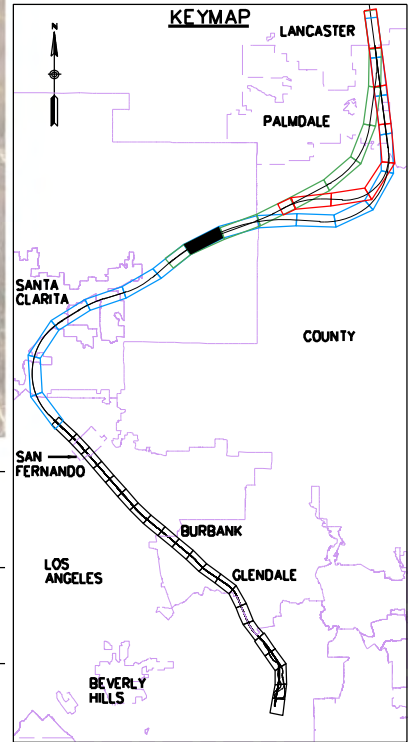 KEYMAP
N
LANCASTER
PALMDALE
SANTA
CLARITA
COUNTY
SAN
FERNANDO
BURBANK
LOS
ANGELES
GLENDALE
BEVERLY
HILLS